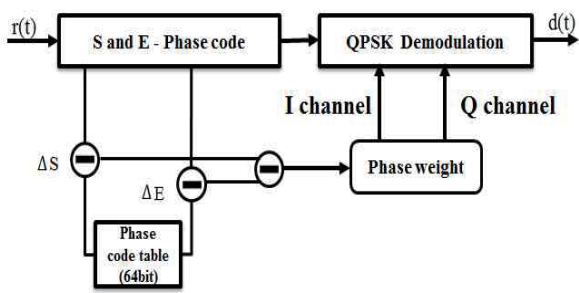 r(t)
S and E - Phase code
QPSK Demodulation
d(t)
I channel
Q channel
ΔS
ΔE
Phase weight
Phase
code table
(64bit)